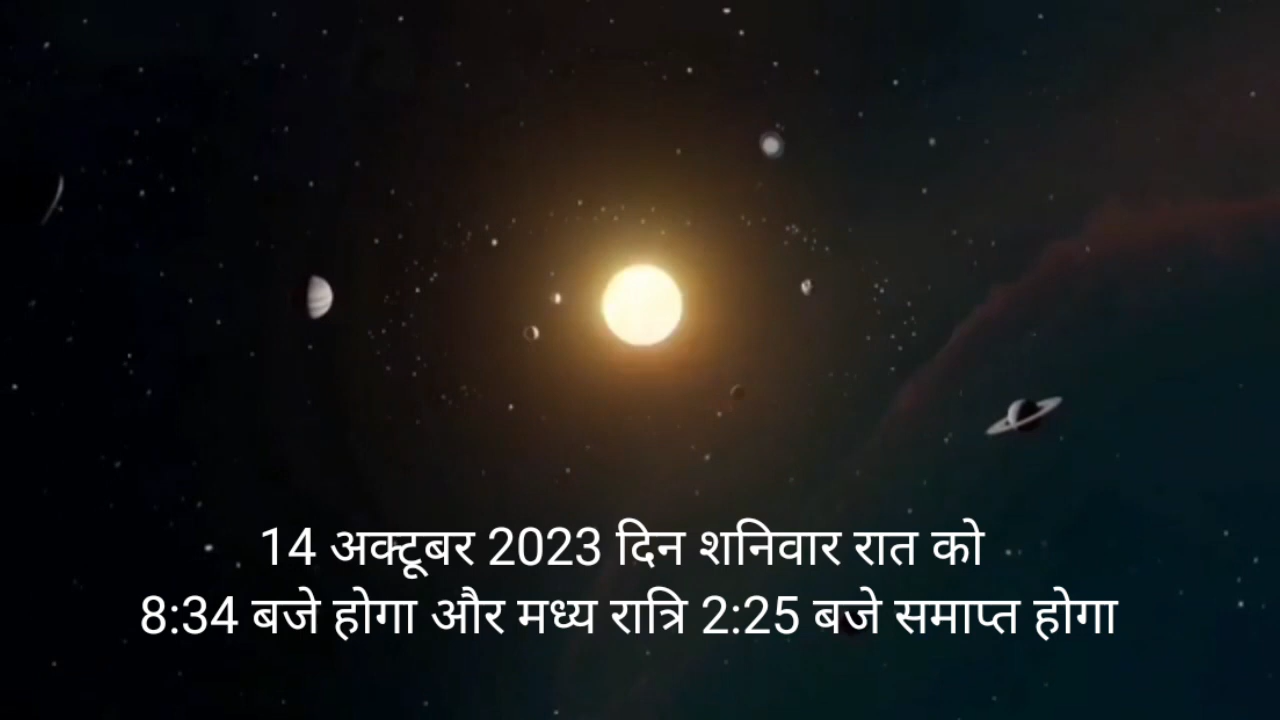 14 अक्टूबर 2023 दिन शनिवार रात को
8:34 बजे होगा और मध्य रात्रि 2:25 बजे समाप्त होगा